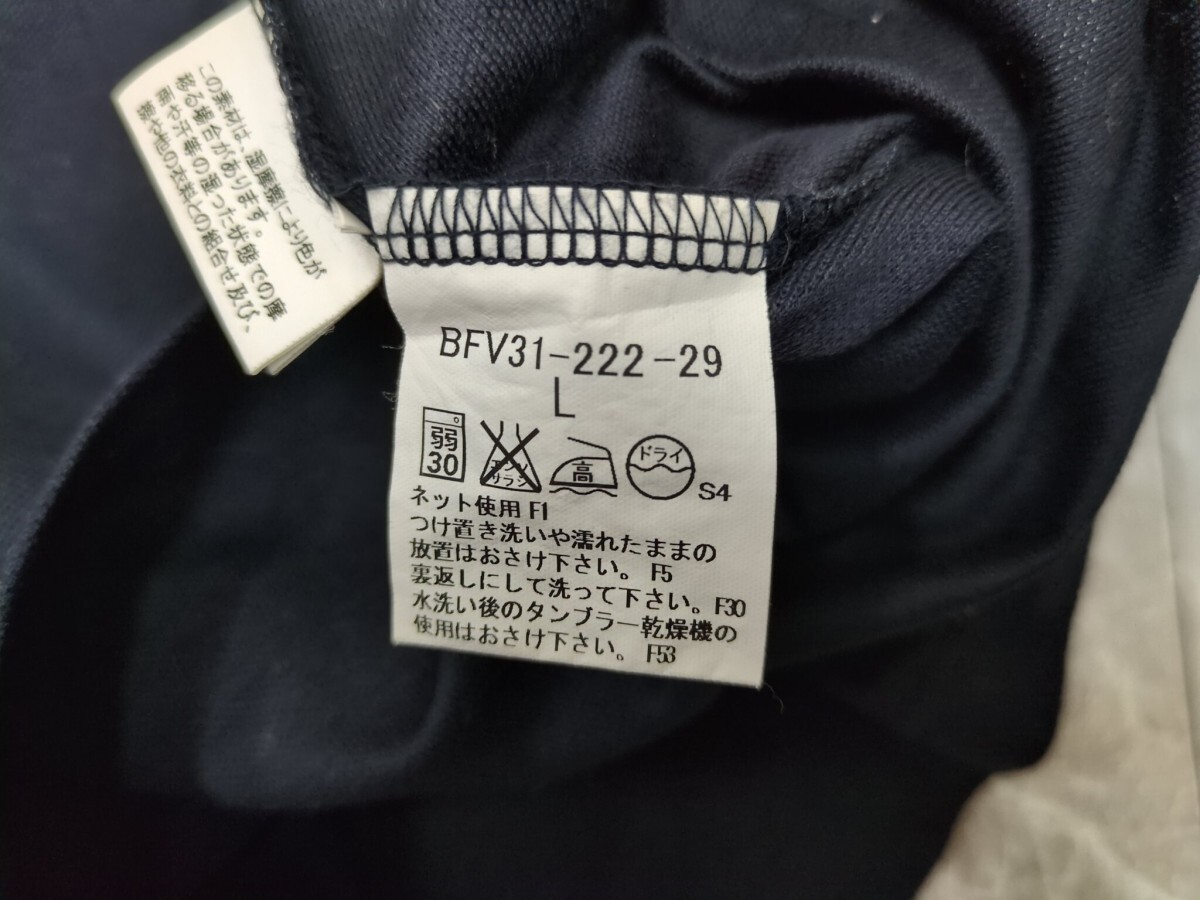 この素材は、湿摩擦により色が
移る場合があります。
雨や汗等の湿った状態での摩
擦や他の衣料との組合せ及び、
BFV31-222-29
L
弱
30
エンソ
サラシ
高
ドライ
S4
ネット使用 F1
つけ置き洗いや濡れたままの
放置はおさけ下さい。 F5
裏返しにして洗って下さい。F30
水洗い後のタンブラー乾燥機の
使用はおさけ下さい。 F53